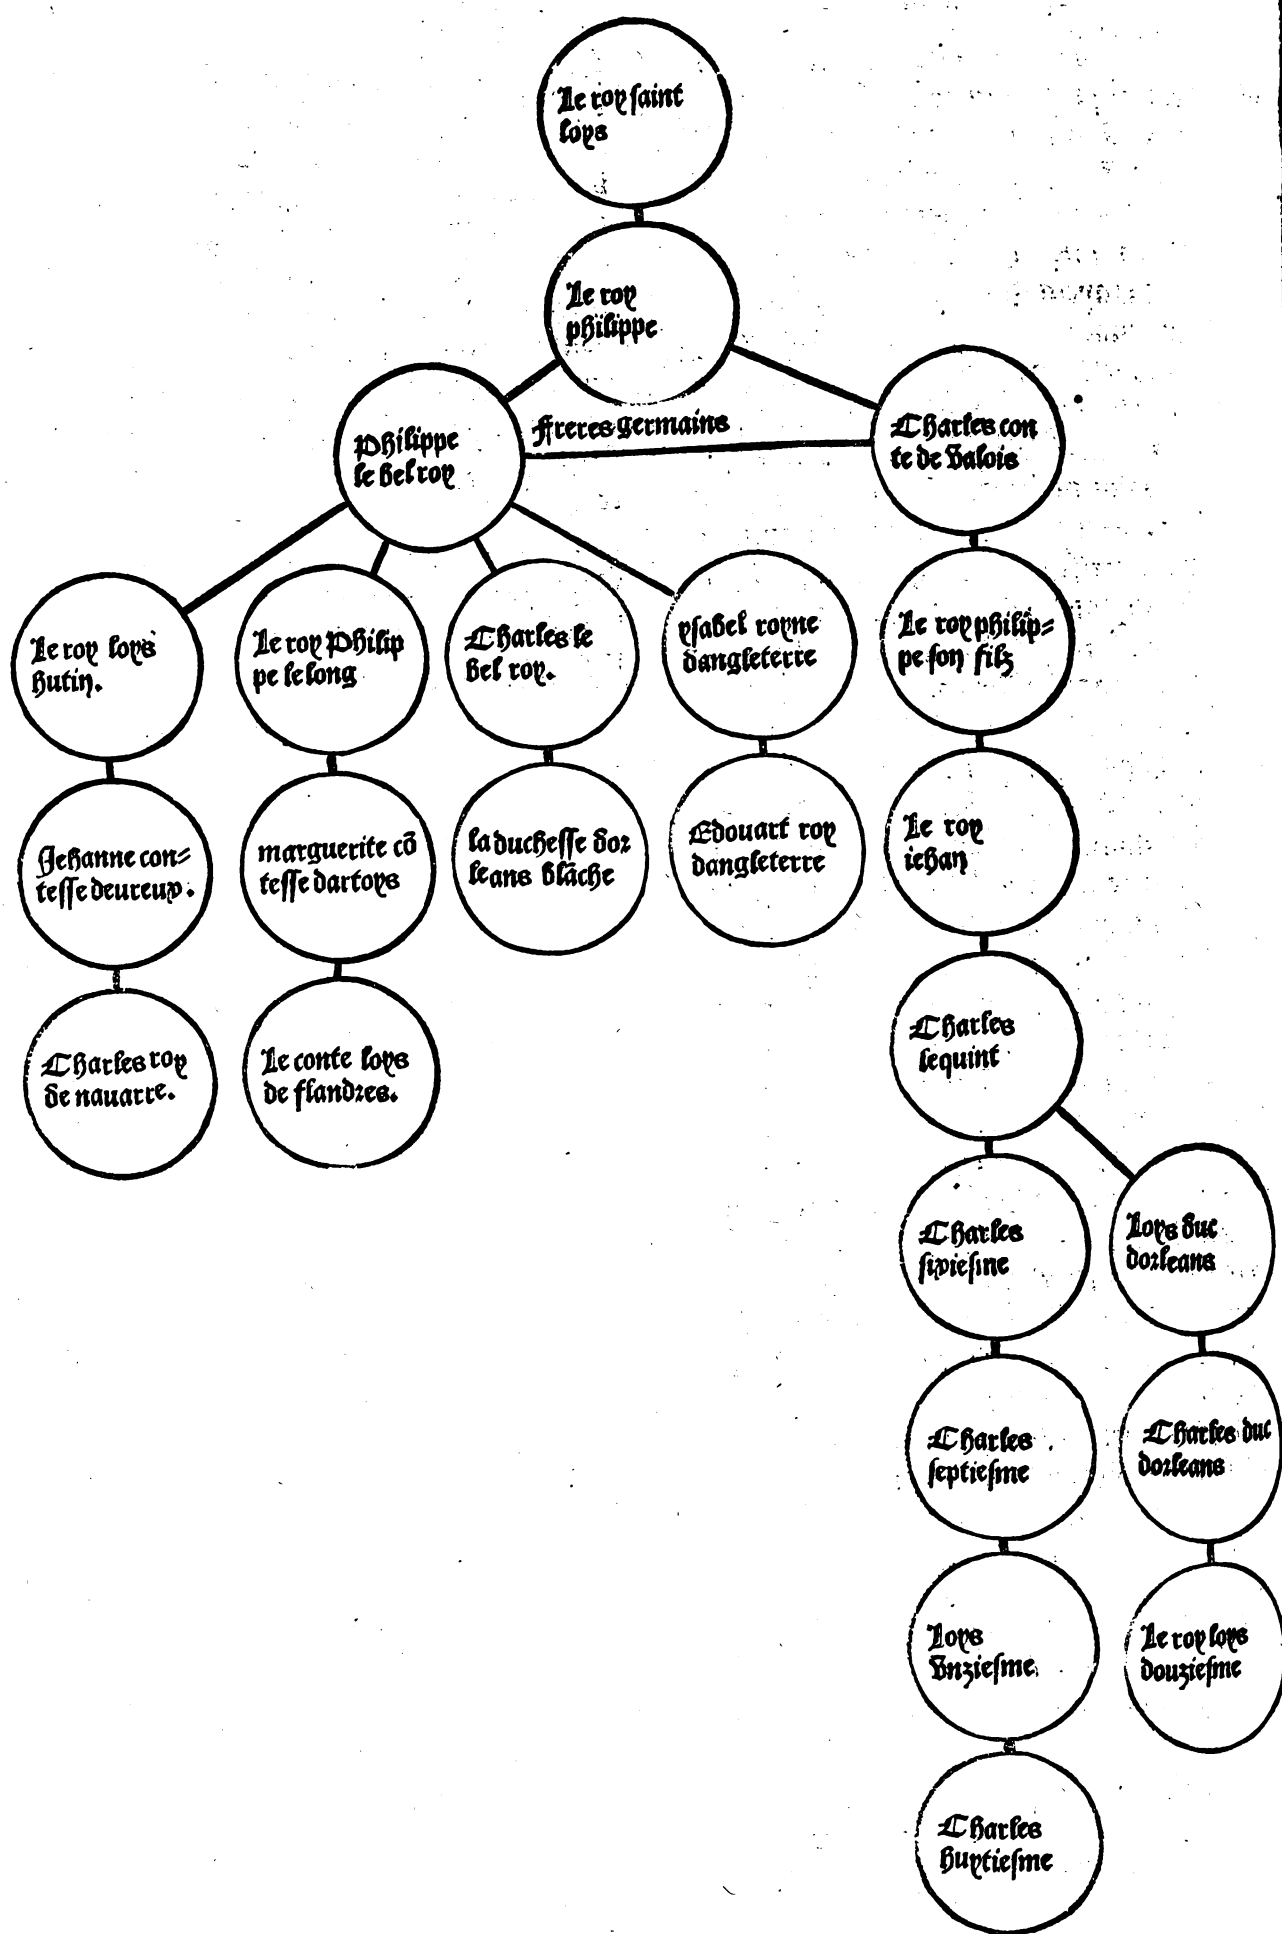 Le roy ſaint
loys
Le roy
philippe
Philippe
le bel roy
Freres germains
Charles con
te de Valois
Le roy loys
hutin.
Le roy Philip
pe le long
Charles le
bel roy.
yſabel royne
dangleterre
Le roy philip=
pe ſon filz
Jehanne con=
teſſe deureux.
marguerite cõ
teſſe dartoys
la ducheſſe dor
leans blãche
Edouart roy
dangleterre
Le roy
iehan
Charles roy
de nauarre.
Le conte loys
de flandres.
Charles
lequint
Charles
ſixieſme
Loys duc
dorleans
Charles
ſeptieſme
Charles duc
dorleans
Loys
Vnzieſme
Le roy loys
douzieſme
Charles
huytieſme